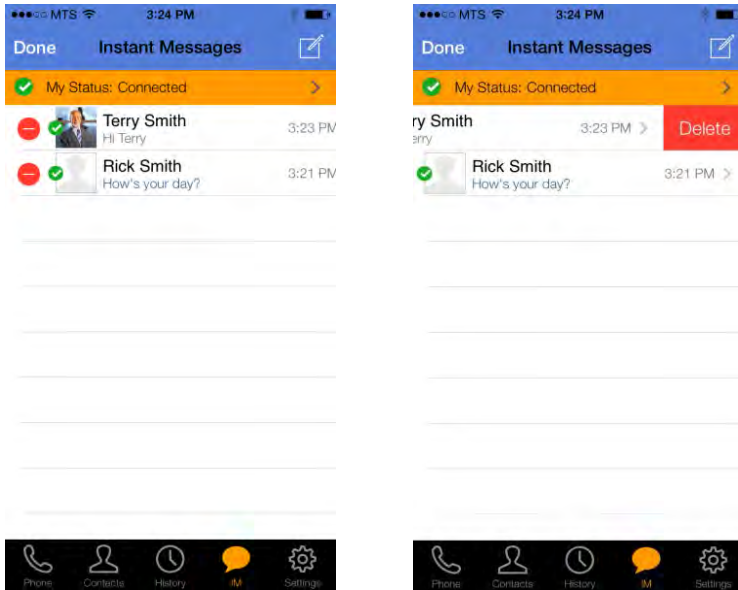 MTS 3:24 PM
Done Instant Messages
My Status: Connected
Terry Smith
Hi Terry
3:23 PM
Rick Smith
How's your day?
3:21 PM
Phone Contacts History IM Settings
MTS 3:24 PM
Done Instant Messages
My Status: Connected
ry Smith
erry
3:23 PM
Delete
Rick Smith
How's your day?
3:21 PM
Phone Contacts History IM Settings